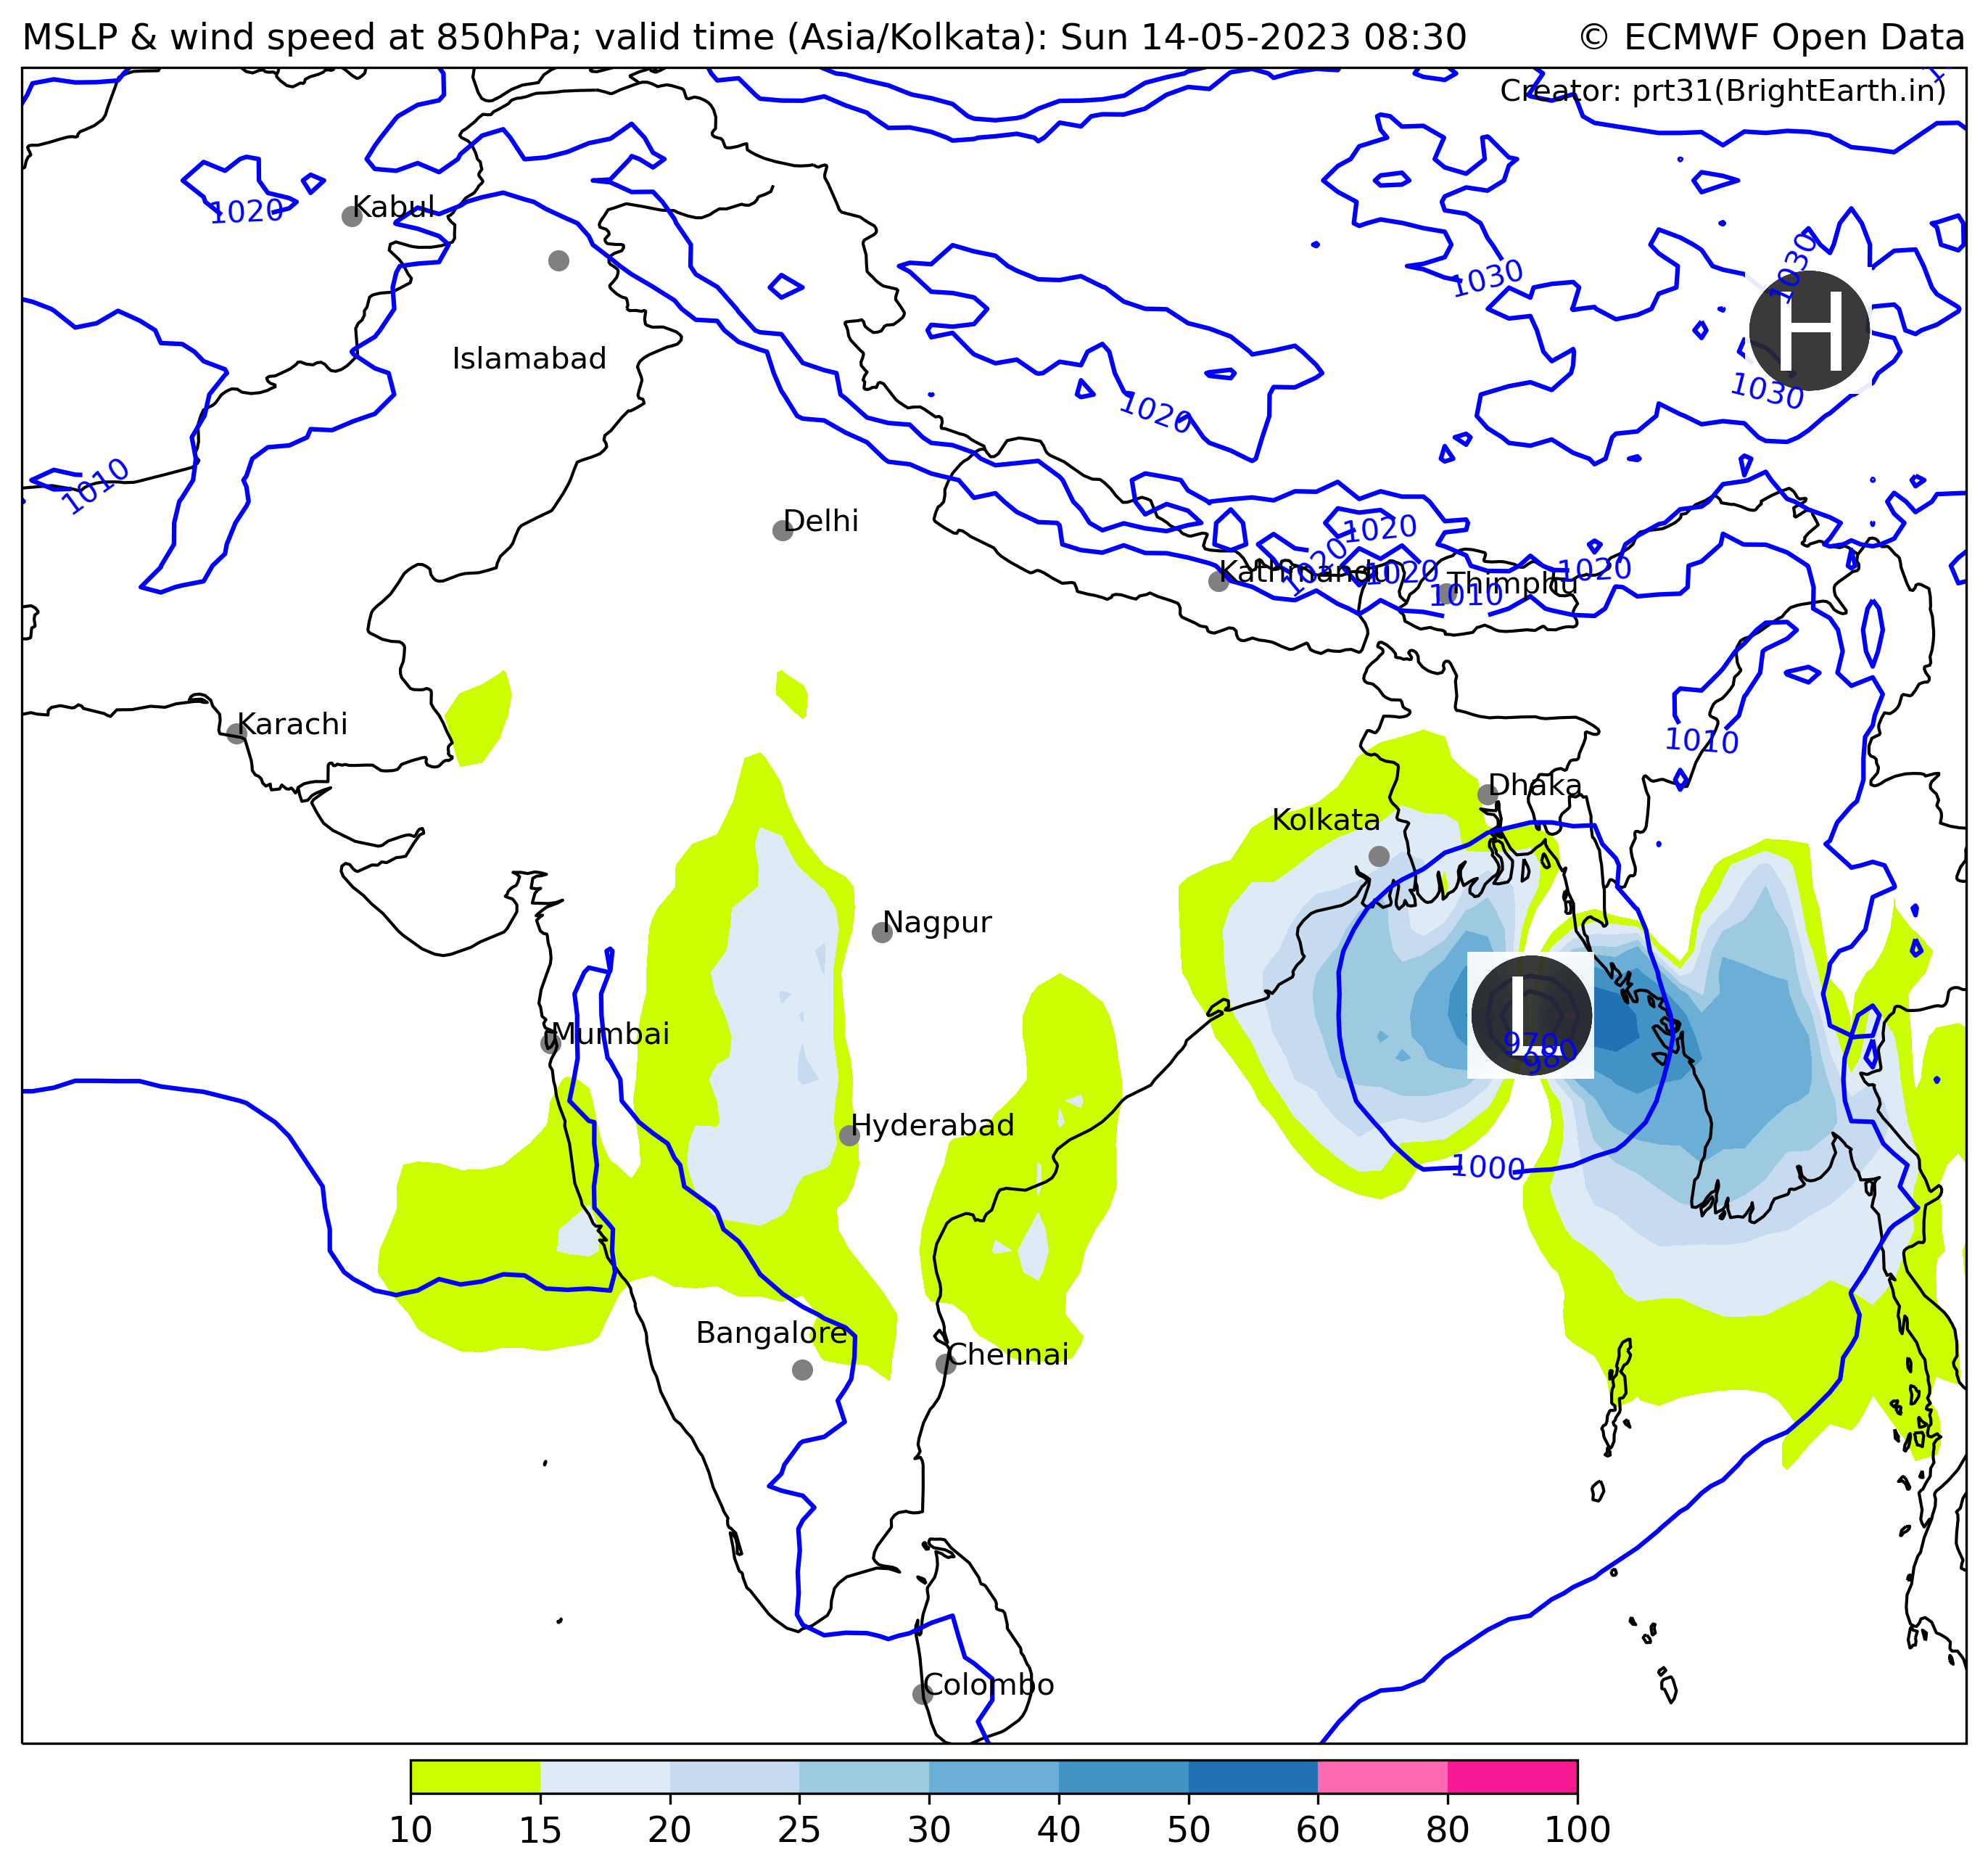 MSLP & wind speed at 850hPa; valid time (Asia/Kolkata): Sun 14-05-2023 08:30
© ECMWF Open Data
Creator: prt31(BrightEarth.in)
Kabul
1020
1030
1030
H
1030
Islamabad
1020
1010
Delhi
1020
1020
Kathmandu
1020
1020
Thimphu
1010
Karachi
1010
Dhaka
Kolkata
Nagpur
Mumbai
L
970
980
Hyderabad
1000
Bangalore
Chennai
Colombo
10 15 20 25 30 40 50 60 80 100